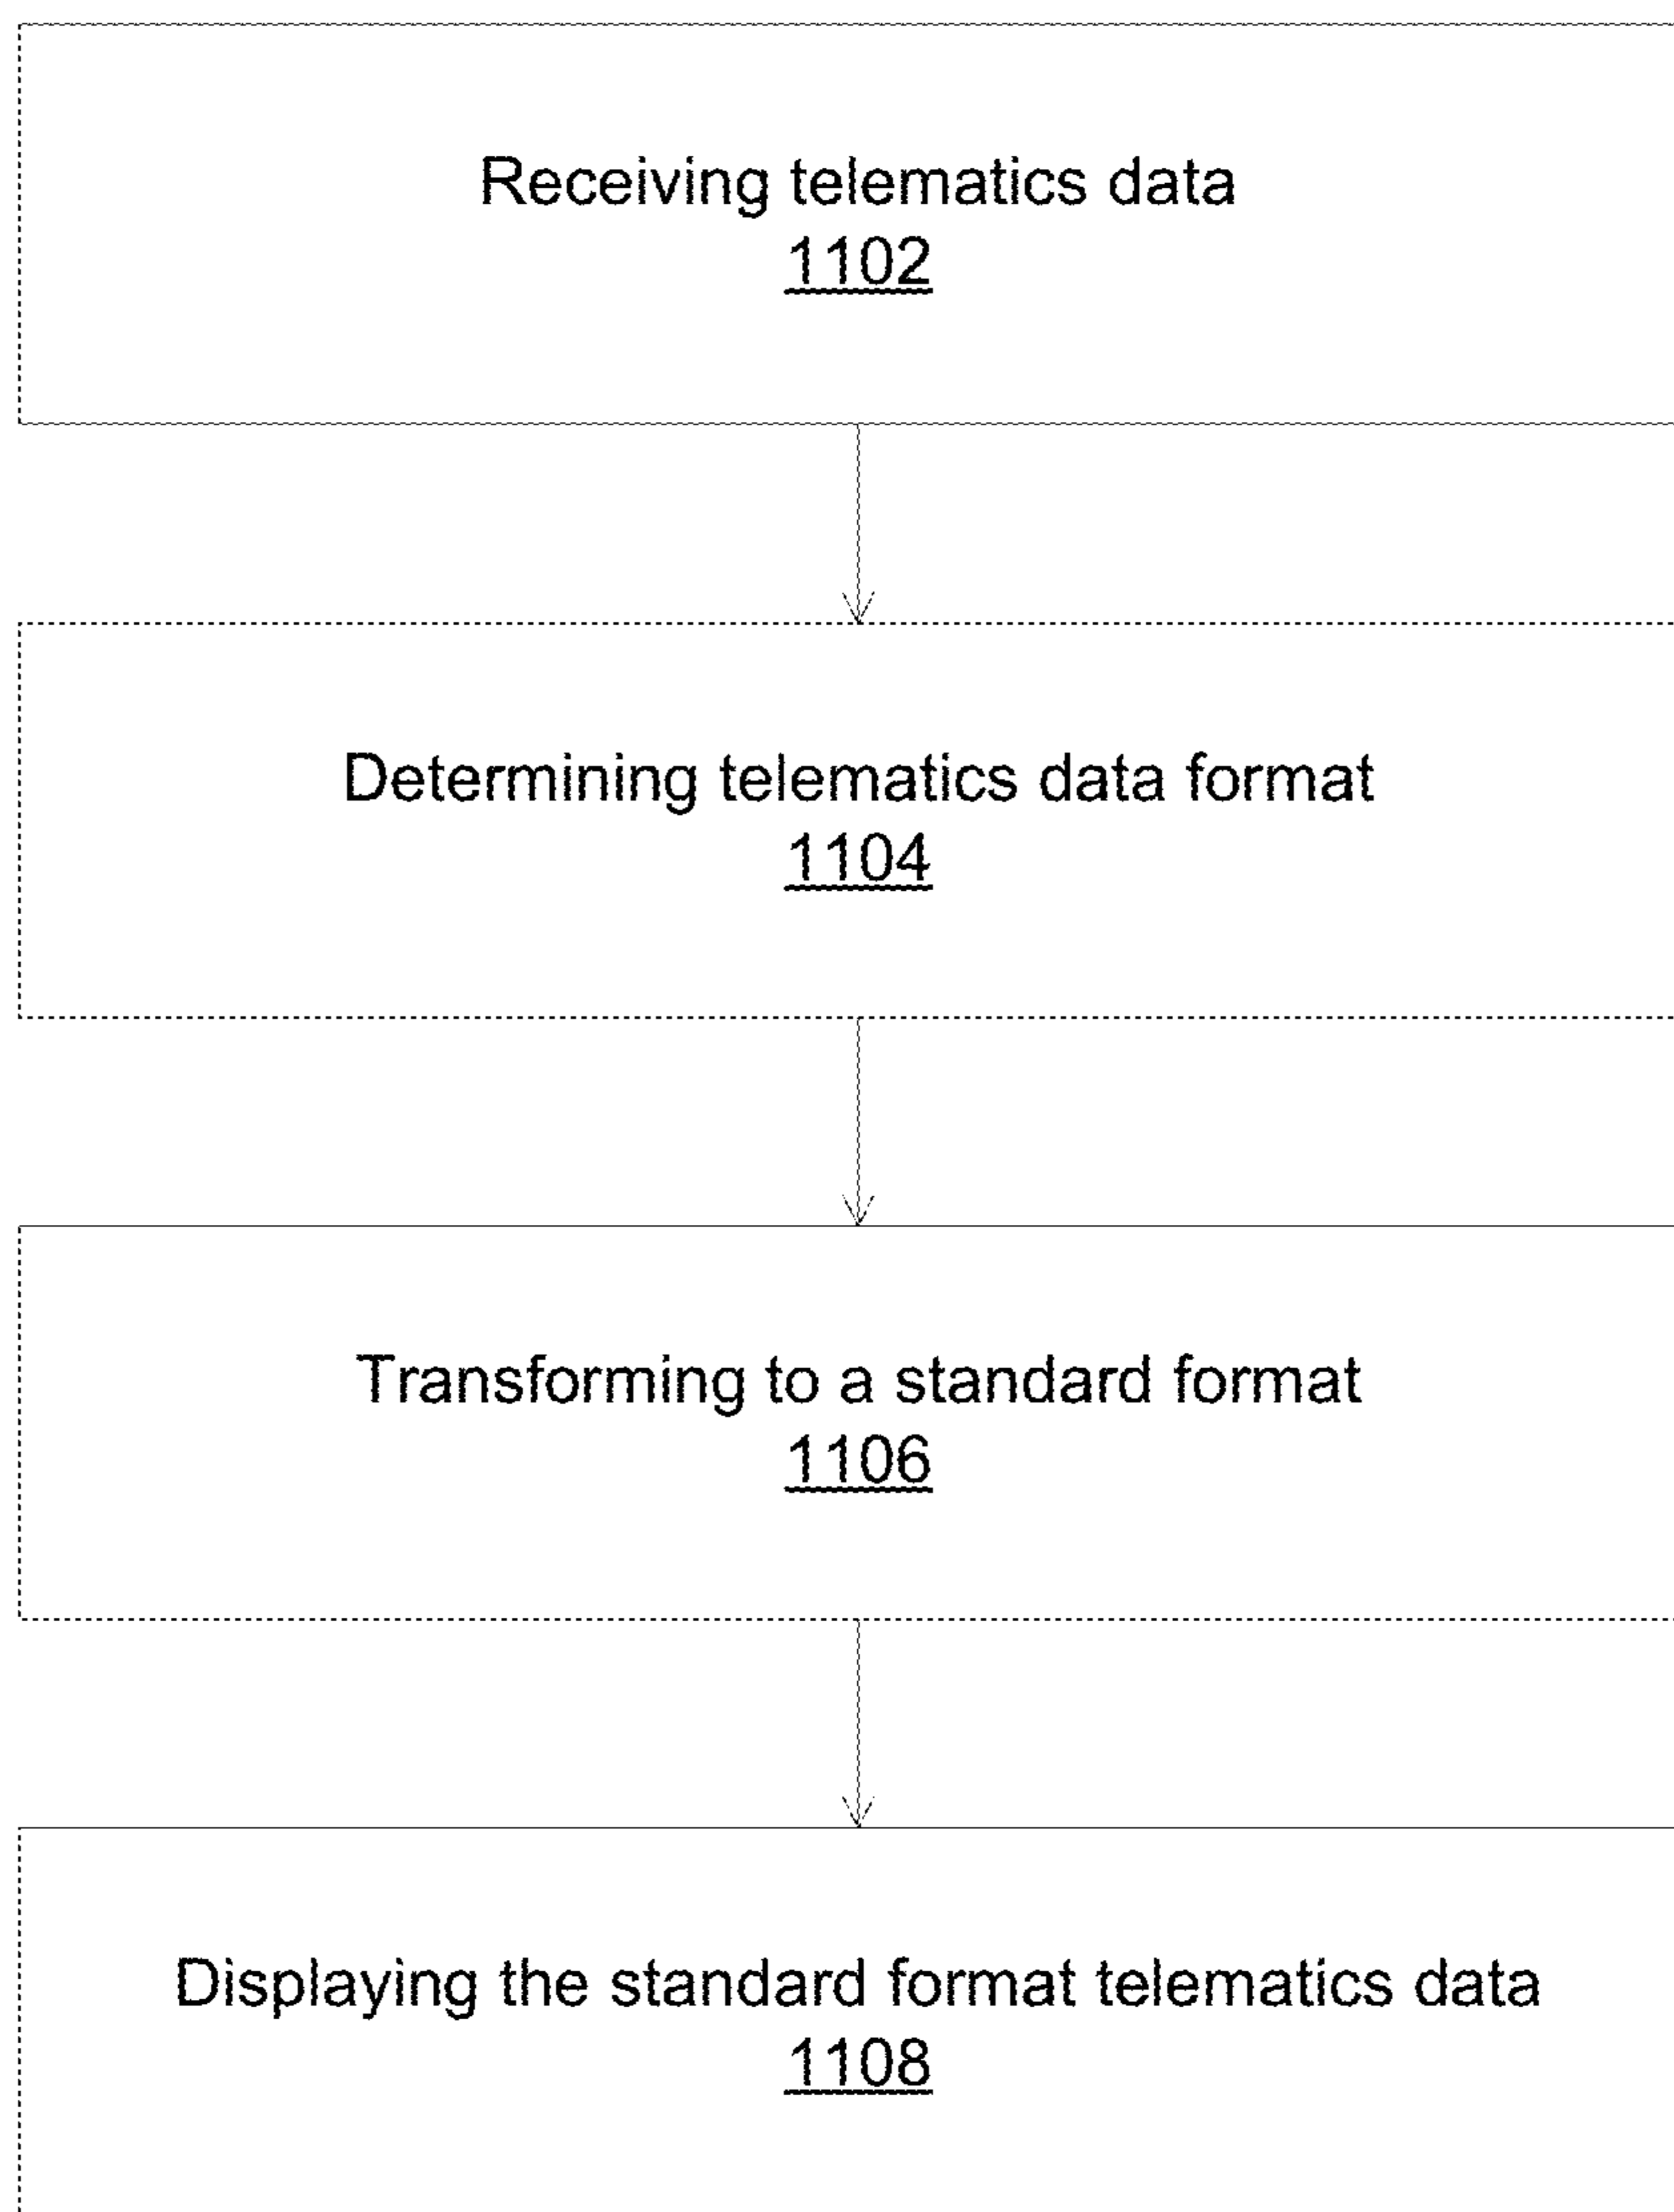 Receiving telematics data
1102
Determining telematics data format
1104
Transforming to a standard format
1106
Displaying the standard format telematics data
1108